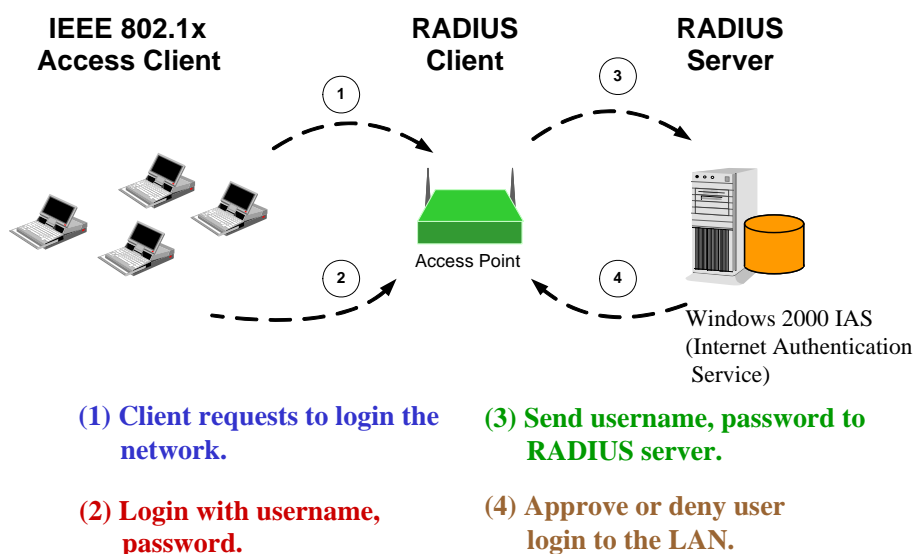 IEEE 802.1x
Access Client
RADIUS
Client
RADIUS
Server
1
3
Access Point
2
4
Windows 2000 IAS
(Internet Authentication
Service)
(1) Client requests to login the
network.
(2) Login with username,
password.
(3) Send username, password to
RADIUS server.
(4) Approve or deny user
login to the LAN.